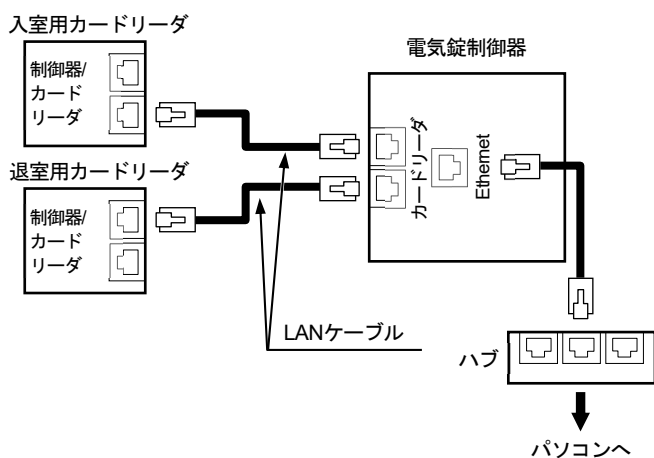 入室用カードリーダ
制御器/
カード
リーダ
電気錠制御器
カードリーダ
Ethernet
退室用カードリーダ
制御器/
カード
リーダ
LANケーブル
ハブ
パソコンへ